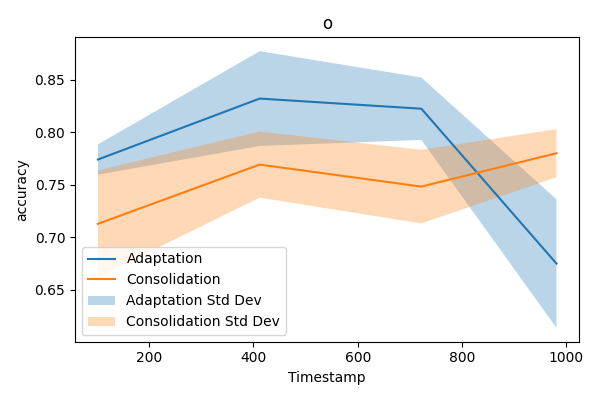 o
accuracy
0.85
0.80
0.75
0.70
0.65
Adaptation
Consolidation
Adaptation Std Dev
Consolidation Std Dev
200
400
600
800
1000
Timestamp